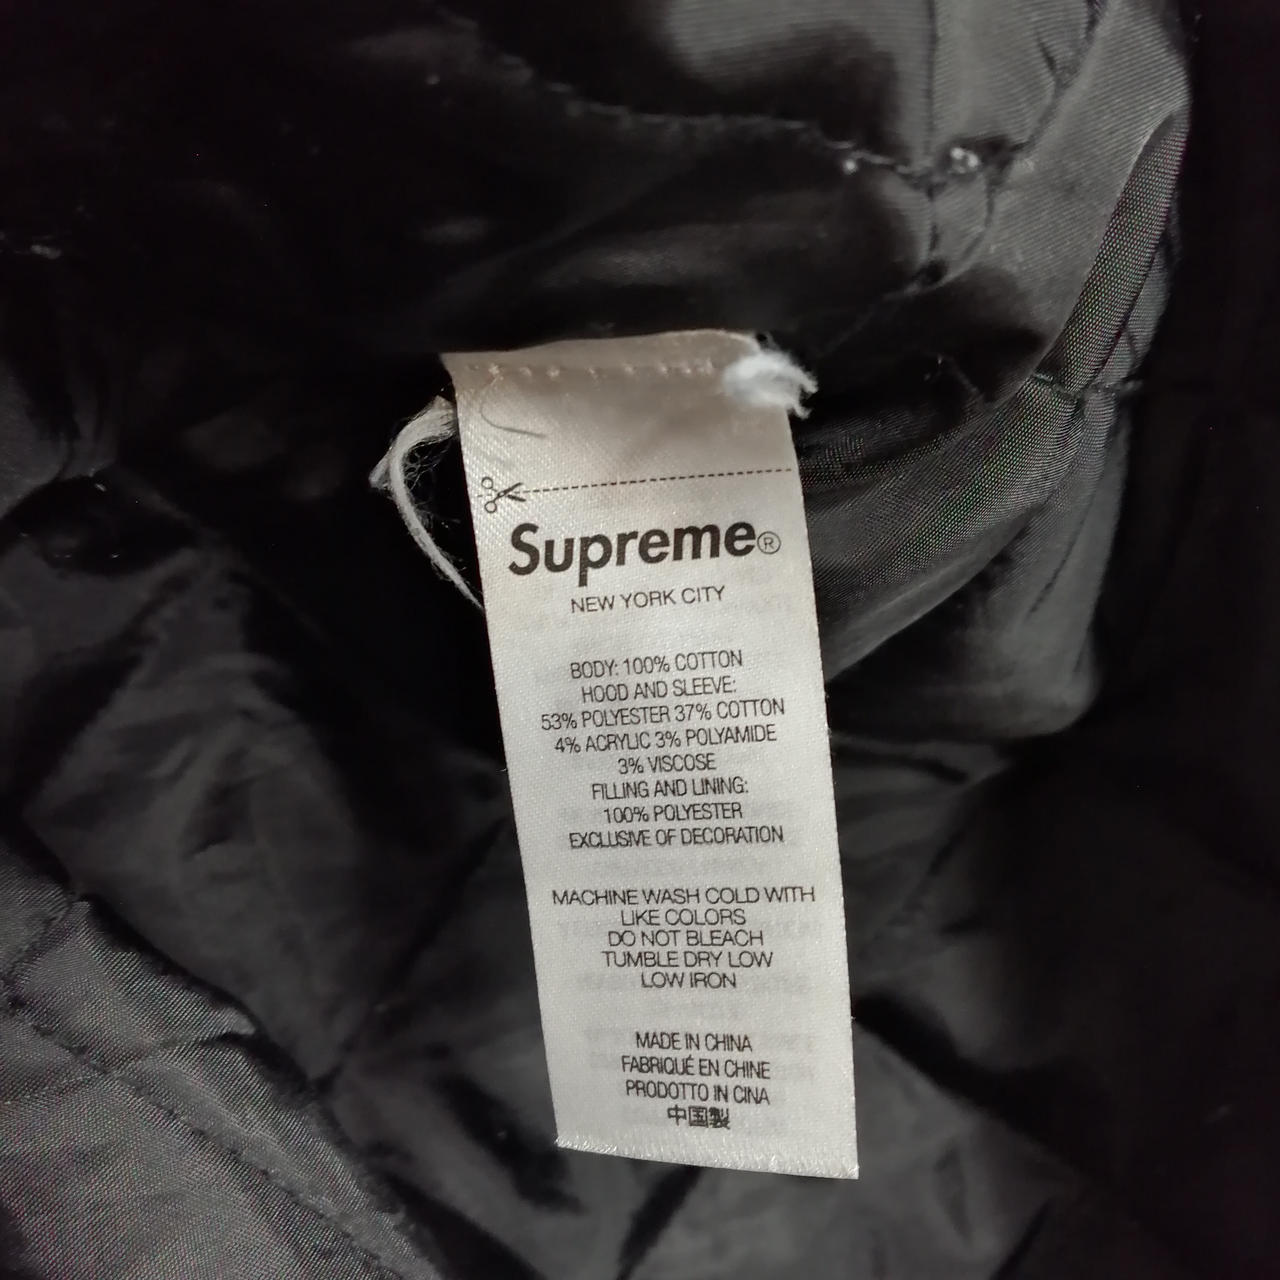 Supreme®
NEW YORK CITY
BODY: 100% COTTON
HOOD AND SLEEVE:
53% POLYESTER 37% COTTON
4% ACRYLIC 3% POLYAMIDE
3% VISCOSE
FILLING AND LINING:
100% POLYESTER
EXCLUSIVE OF DECORATION
MACHINE WASH COLD WITH
LIKE COLORS
DO NOT BLEACH
TUMBLE DRY LOW
LOW IRON
MADE IN CHINA
FABRIQUÉ EN CHINE
PRODOTTO IN CINA
中国製